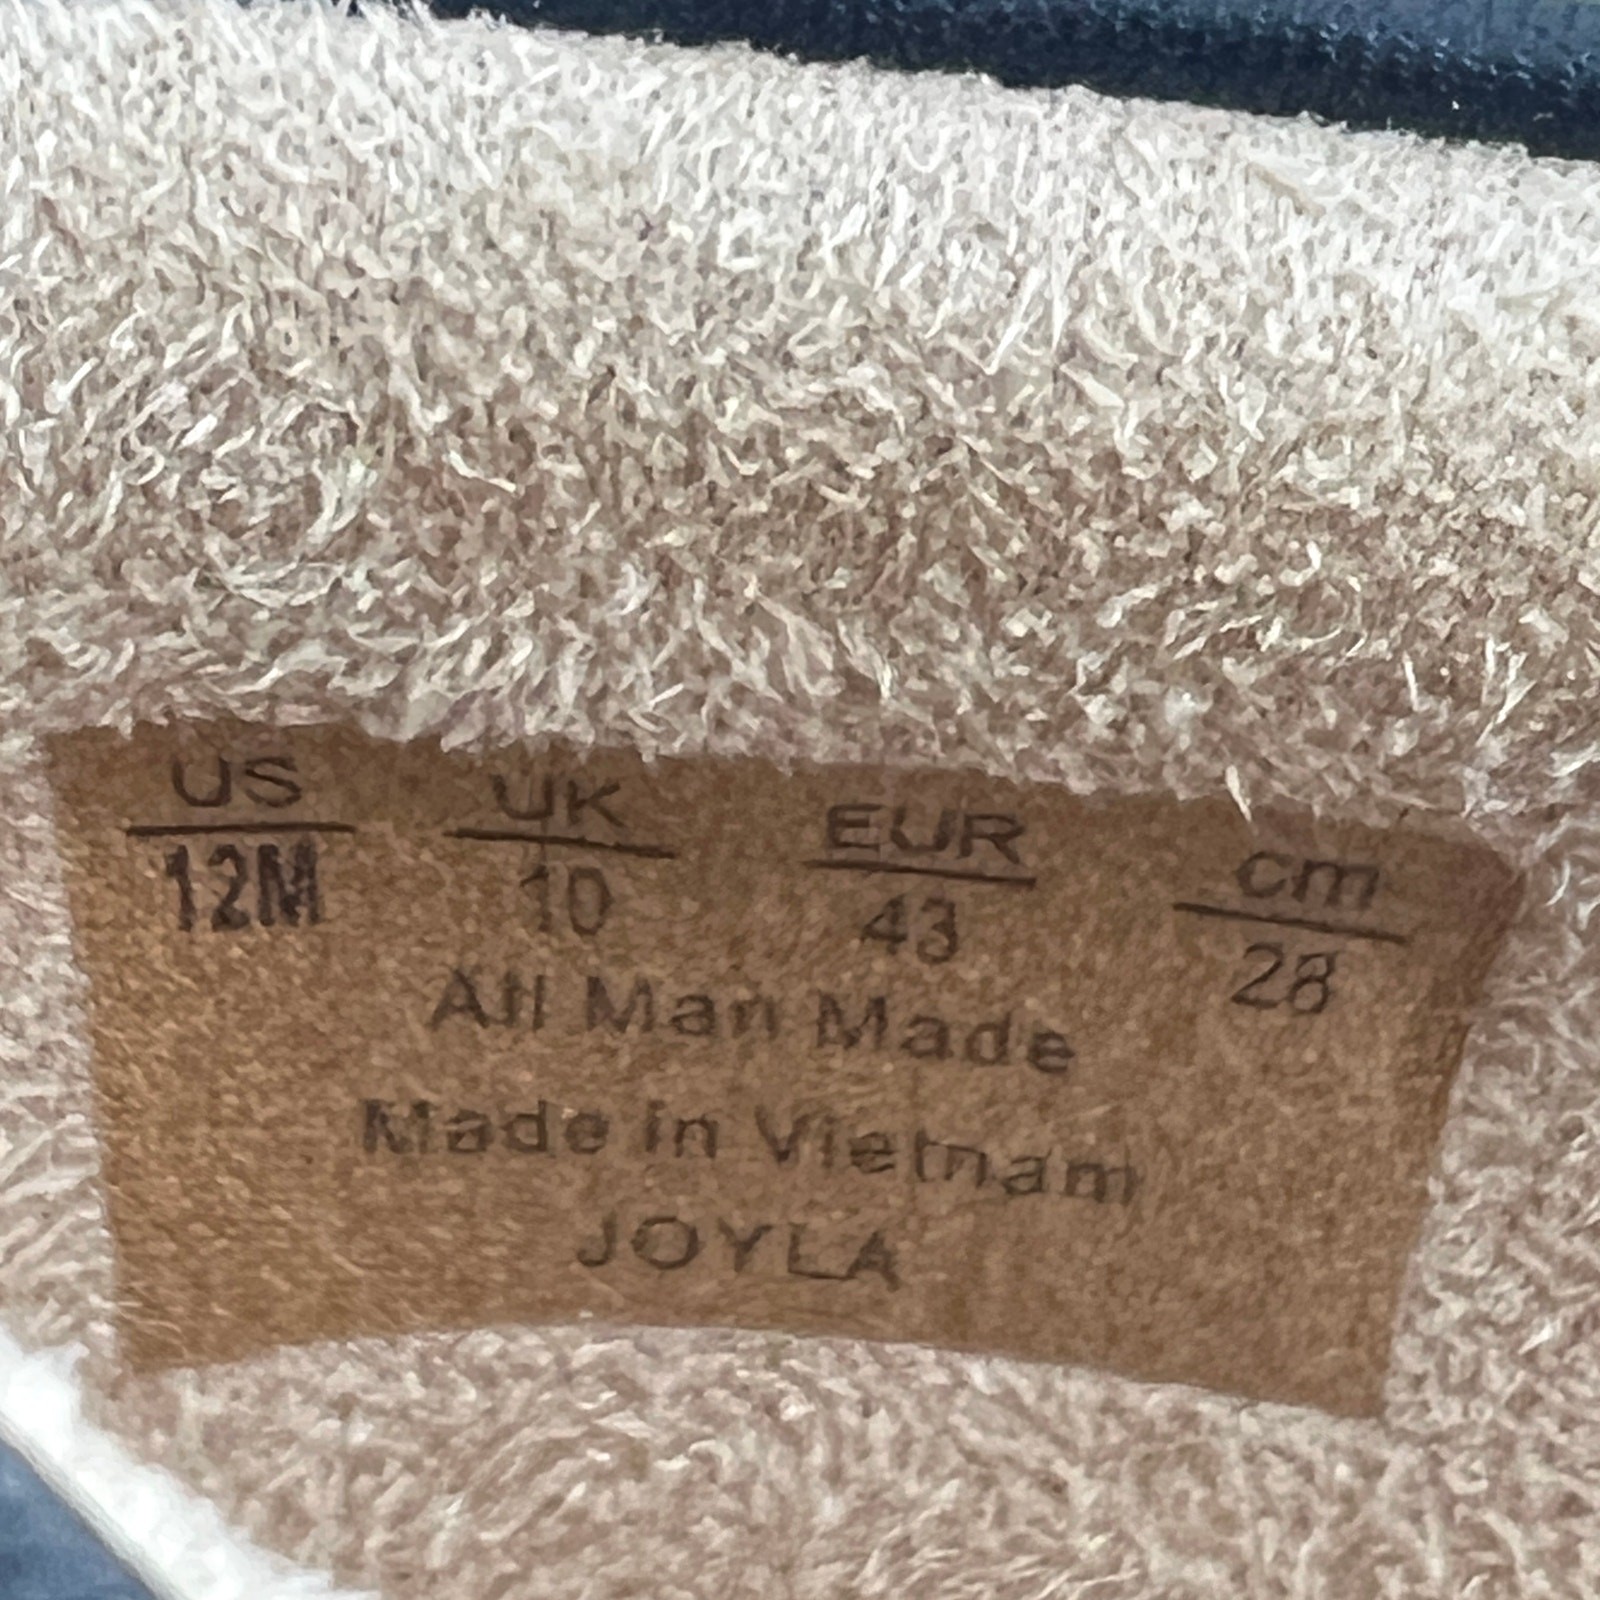 US UK EUR cm
12M 10 43 28
All Man Made
Made in Vietnam
JOYLA